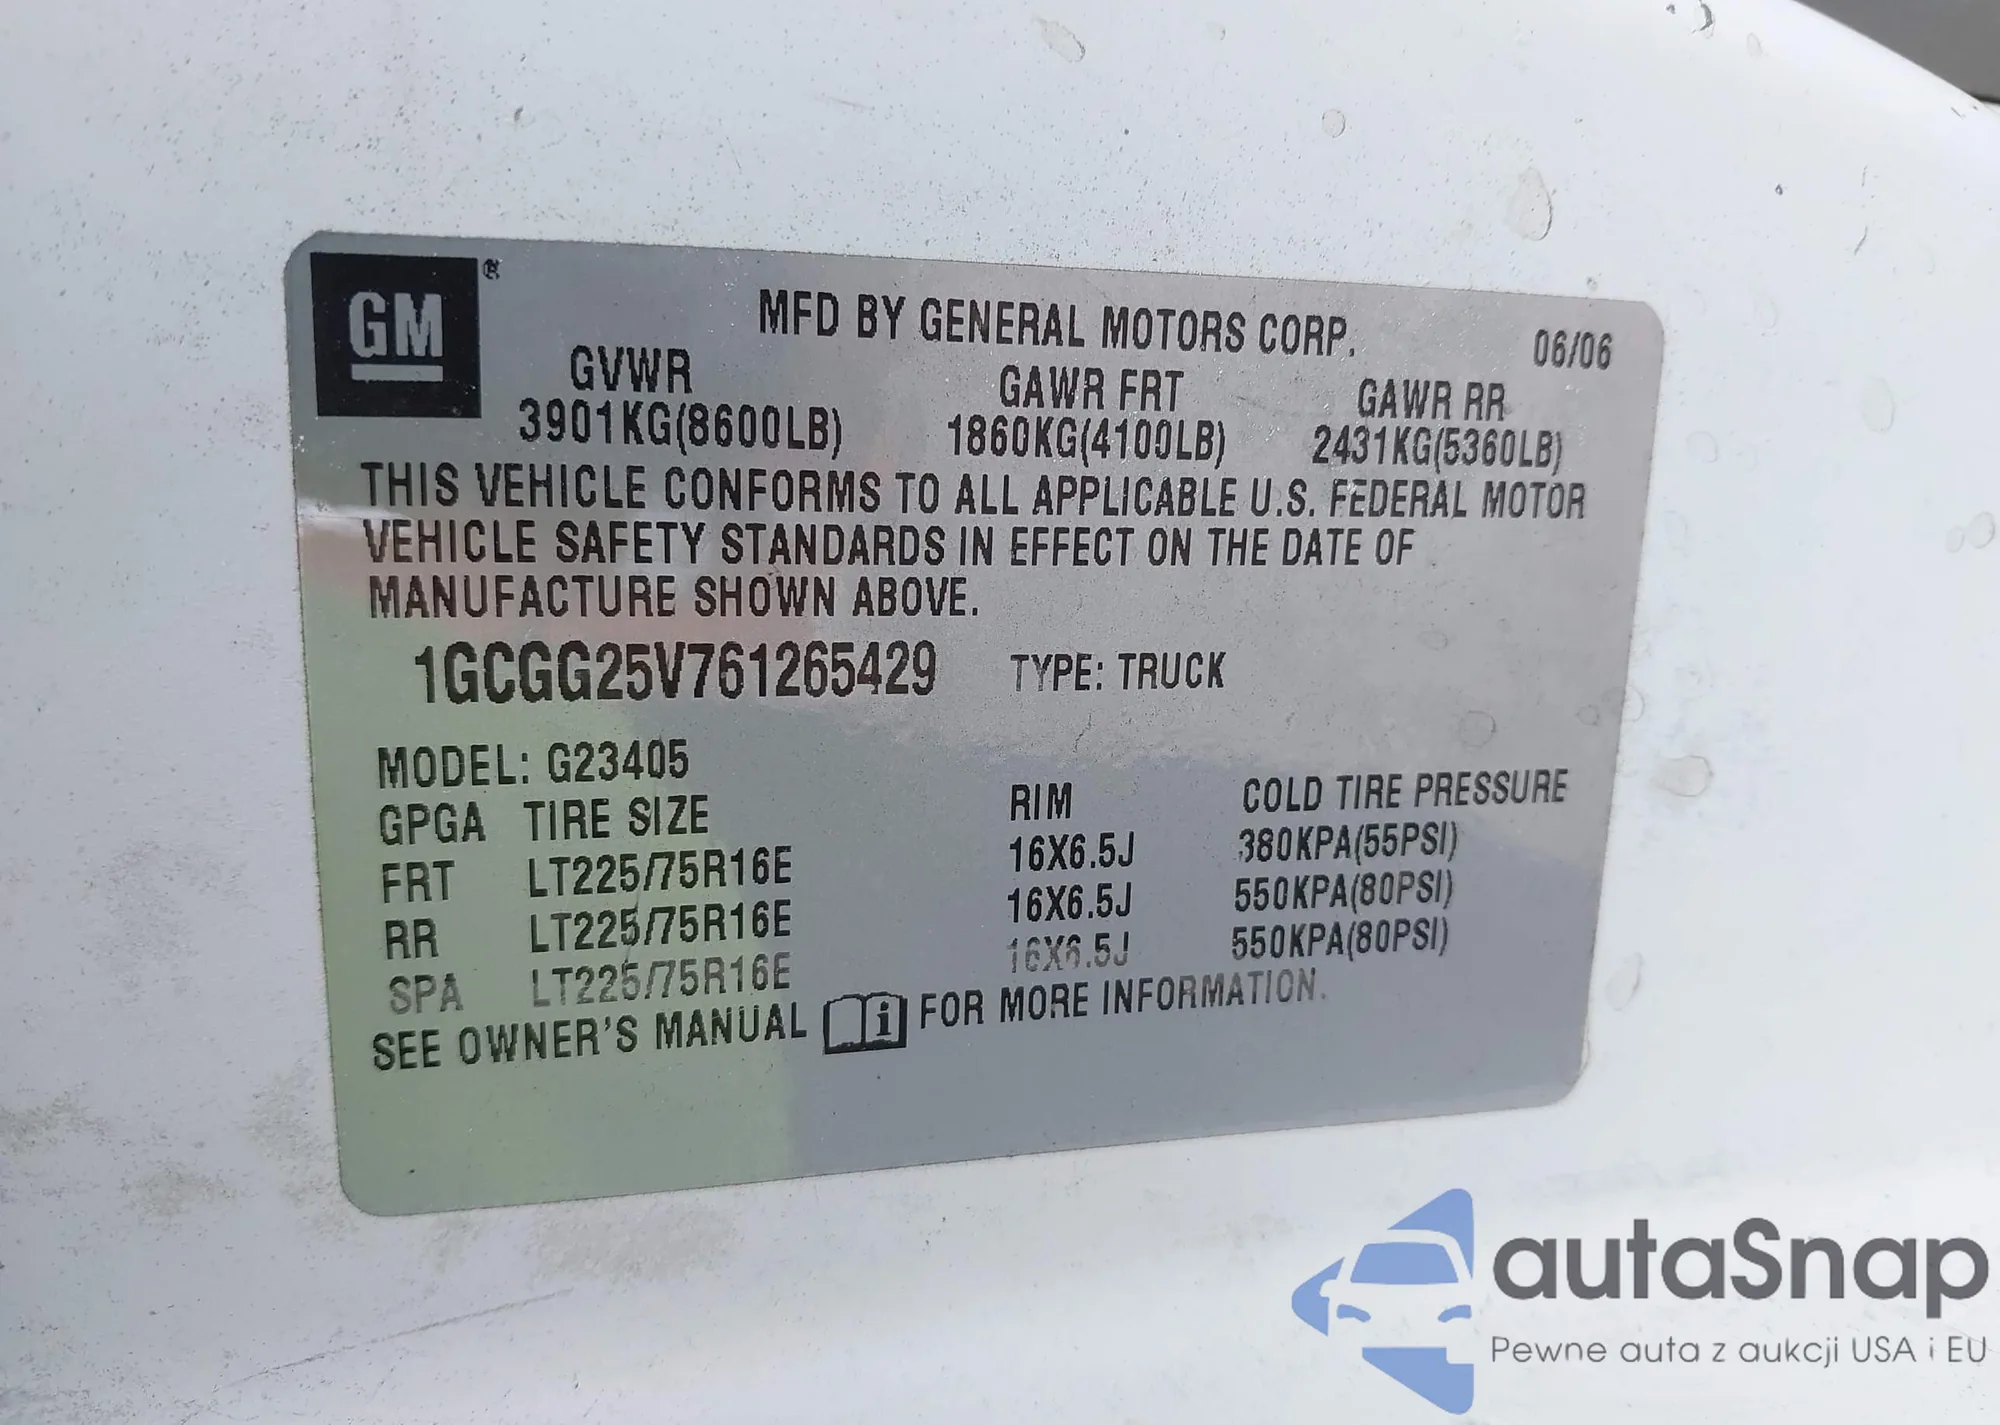 GM ®
MFD BY GENERAL MOTORS CORP. 06/06
GVWR GAWR FRT GAWR RR
3901KG(8600LB) 1860KG(4100LB) 2431KG(5360LB)
THIS VEHICLE CONFORMS TO ALL APPLICABLE U.S. FEDERAL MOTOR
VEHICLE SAFETY STANDARDS IN EFFECT ON THE DATE OF
MANUFACTURE SHOWN ABOVE.
1GCGG25V761265429 TYPE: TRUCK
MODEL: G23405
GPGA TIRE SIZE RIM COLD TIRE PRESSURE
FRT LT225/75R16E 16X6.5J 380KPA(55PSI)
RR LT225/75R16E 16X6.5J 550KPA(80PSI)
SPA LT225/75R16E 16X6.5J 550KPA(80PSI)
SEE OWNER'S MANUAL i FOR MORE INFORMATION.
autaSnap
Pewne auta z aukcji USA i EU